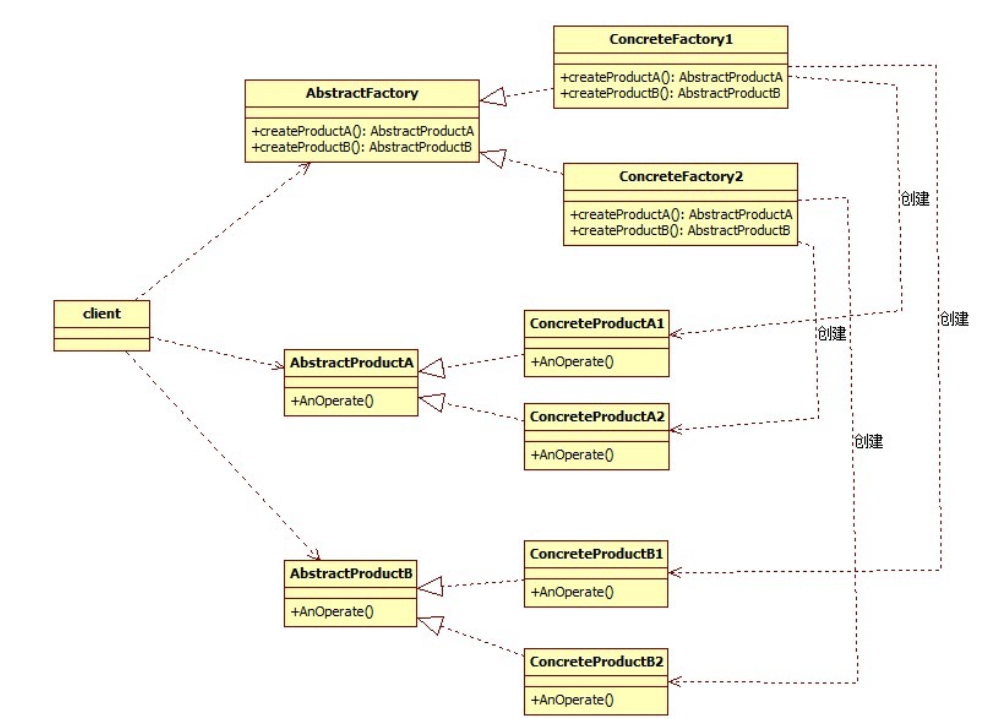 ConcreteFactory1
+createProductA(): AbstractProductA
+createProductB(): AbstractProductB
AbstractFactory
+createProductA(): AbstractProductA
+createProductB(): AbstractProductB
ConcreteFactory2
+createProductA(): AbstractProductA
+createProductB(): AbstractProductB
创建
client
ConcreteProductA1
+AnOperate()
创建
创建
AbstractProductA
+AnOperate()
ConcreteProductA2
+AnOperate()
创建
AbstractProductB
+AnOperate()
ConcreteProductB1
+AnOperate()
ConcreteProductB2
+AnOperate()